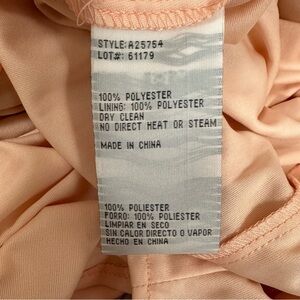 STYLE:A25754
LOT#: 61179
100% POLYESTER
LINING: 100% POLYESTER
DAY CLEAN
NO DIRECT HEAT OR STEAM
MADE IN CHINA
100% POLIESTER
FORRO: 100% POLIESTER
LIMPIAR EN SECO
SIN CALOR DIRECTO O VAPOR
HECHO EN CHINA